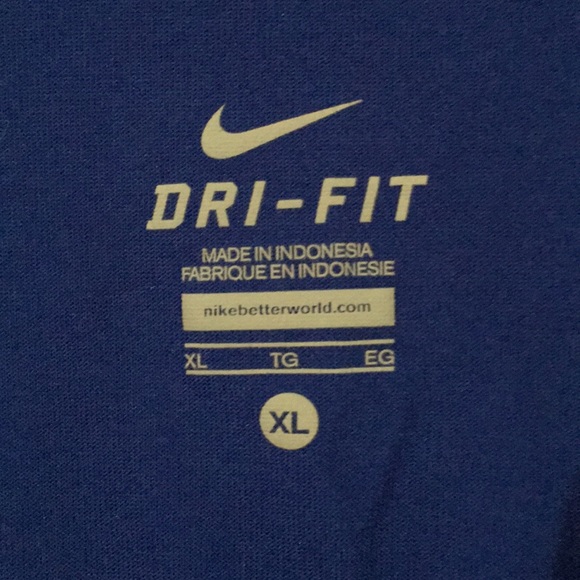 DRI-FIT
MADE IN INDONESIA
FABRIQUE EN INDONESIE
nikebetterworld.com
XL TG EG
XL